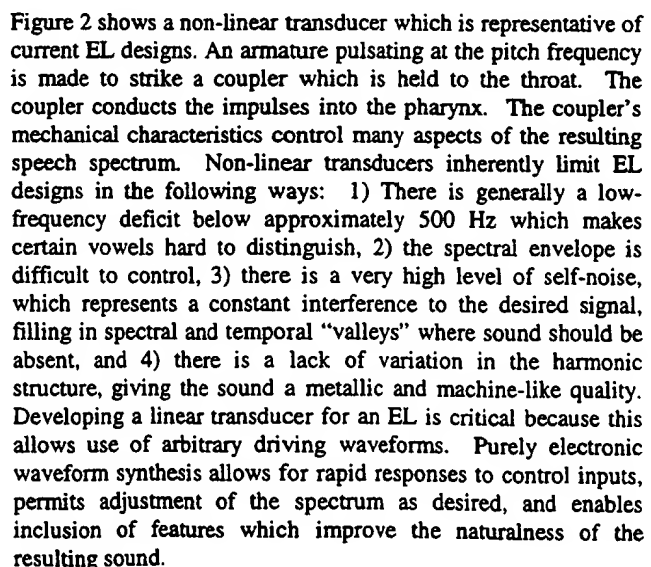 Figure 2 shows a non-linear transducer which is representative of
current EL designs. An armature pulsating at the pitch frequency
is made to strike a coupler which is held to the throat. The
coupler conducts the impulses into the pharynx. The coupler's
mechanical characteristics control many aspects of the resulting
speech spectrum. Non-linear transducers inherently limit EL
designs in the following ways: 1) There is generally a low-
frequency deficit below approximately 500 Hz which makes
certain vowels hard to distinguish, 2) the spectral envelope is
difficult to control, 3) there is a very high level of self-noise,
which represents a constant interference to the desired signal,
filling in spectral and temporal "valleys" where sound should be
absent, and 4) there is a lack of variation in the harmonic
structure, giving the sound a metallic and machine-like quality.
Developing a linear transducer for an EL is critical because this
allows use of arbitrary driving waveforms. Purely electronic
waveform synthesis allows for rapid responses to control inputs,
permits adjustment of the spectrum as desired, and enables
inclusion of features which improve the naturalness of the
resulting sound.